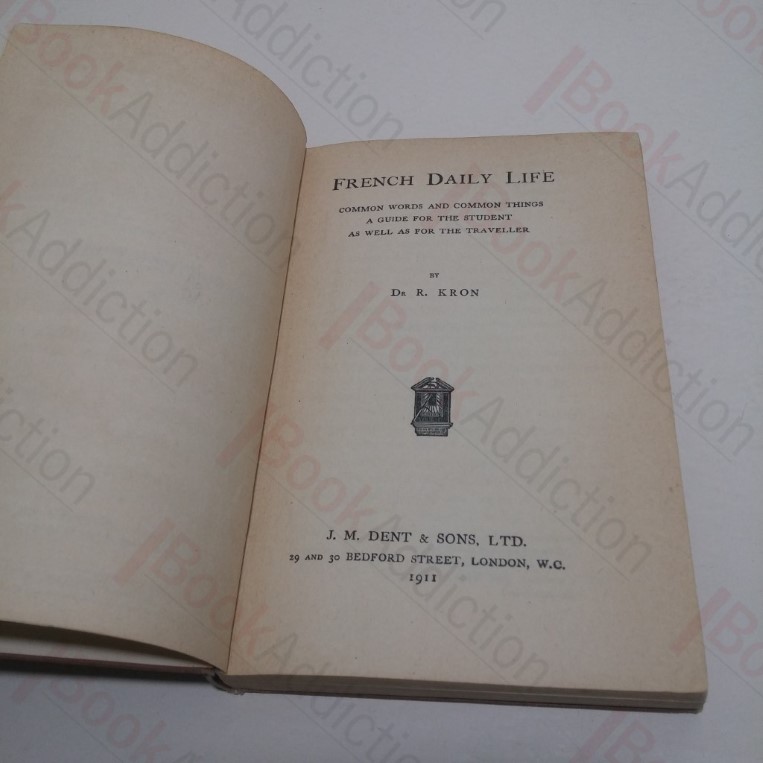 FRENCH DAILY LIFE
COMMON WORDS AND COMMON THINGS
A GUIDE FOR THE STUDENT
AS WELL AS FOR THE TRAVELLER
BY
DR R. KRON
J. M. DENT & SONS, LTD.
29 AND 30 BEDFORD STREET, LONDON, W.C.
1911
BookAddiction